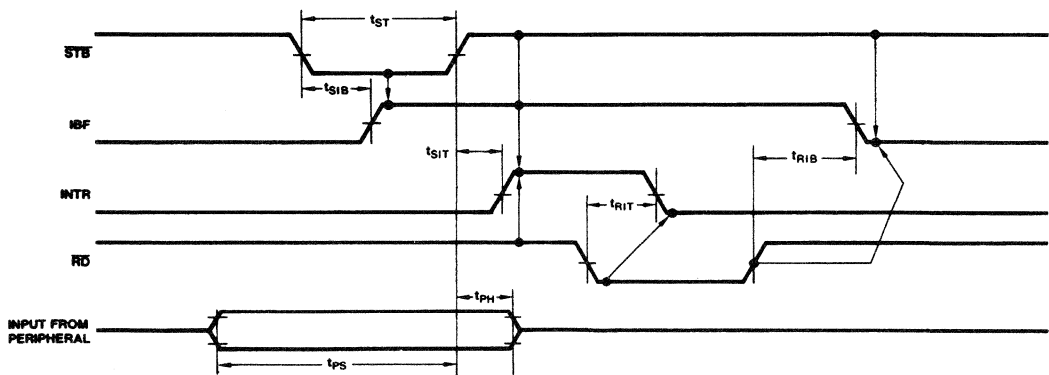 tST
STB
tSIB
IBF
tSIT
tRIB
INTR
tRIT
RD
tPH
INPUT FROM
PERIPHERAL
tPS